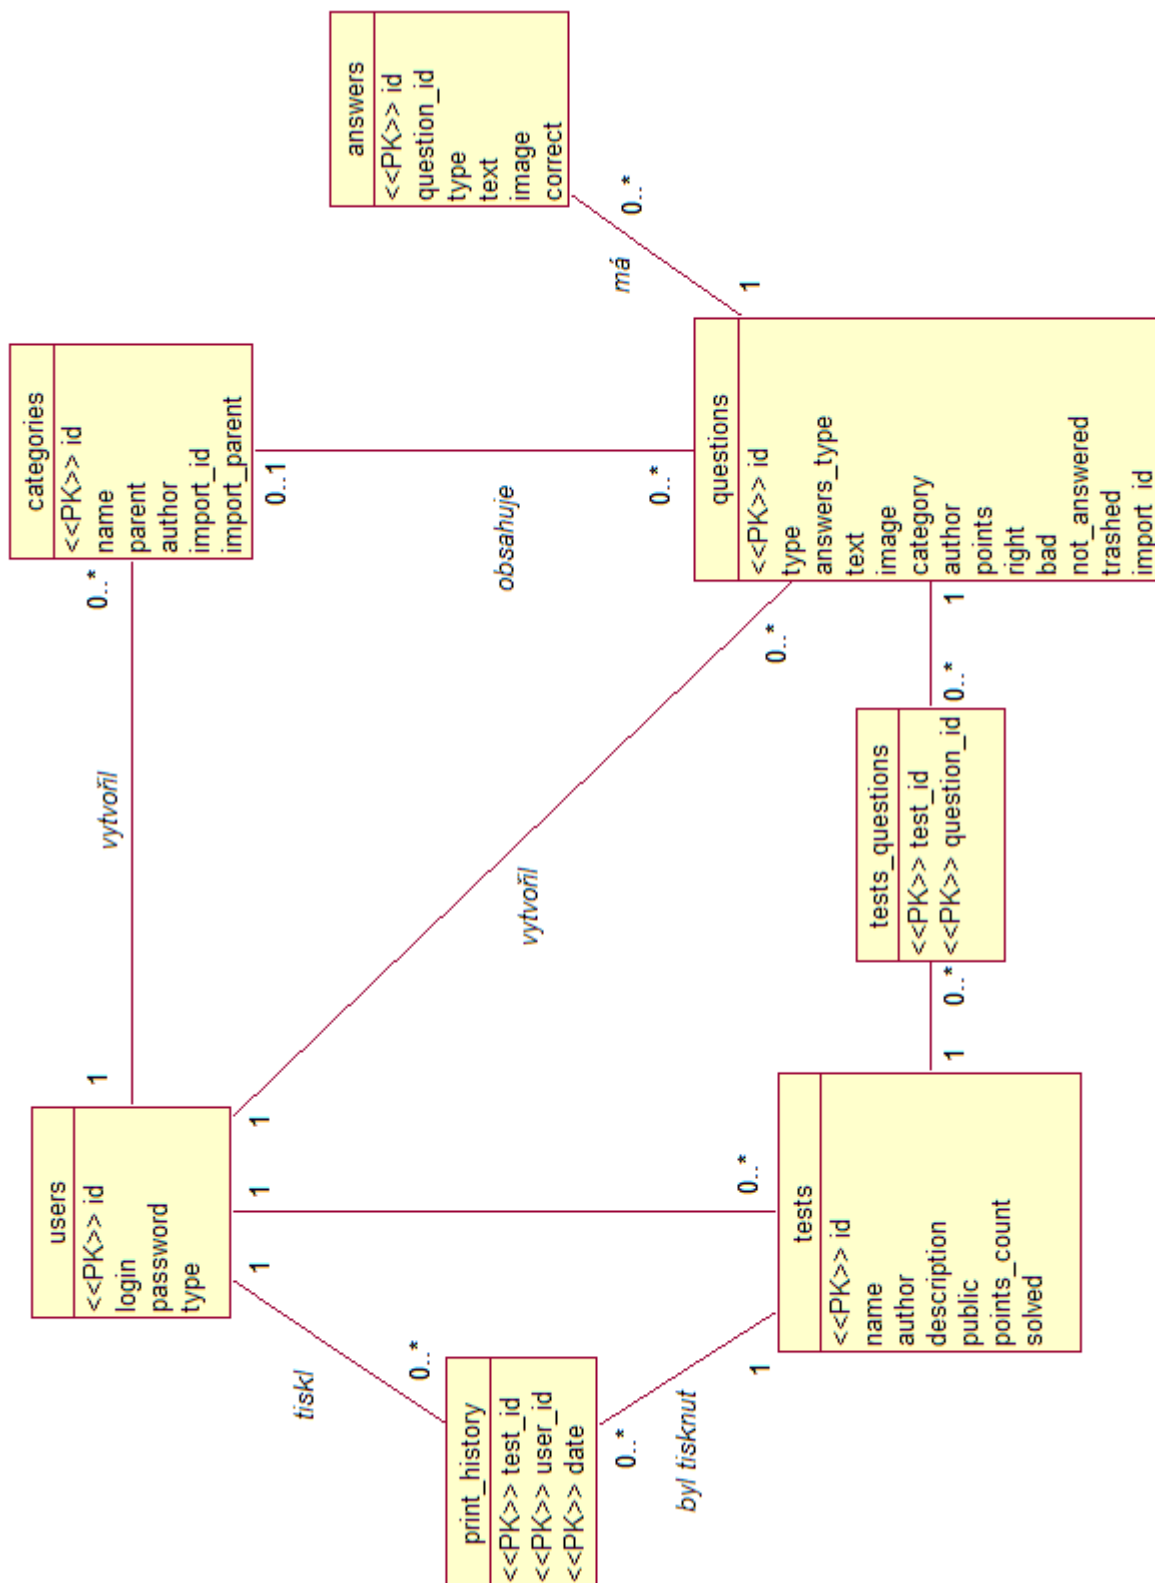 users
<<PK>> id
login
password
type
1
vytvořil
0..*
categories
<<PK>> id
name
parent
author
import_id
import_parent
1
tiskl
0..*
1
0..*
1
vytvořil
0..*
0..1
obsahuje
0..*
answers
<<PK>> id
question_id
type
text
image
correct
0..*
má
1
print_history
<<PK>> test_id
<<PK>> user_id
<<PK>> date
0..*
byl tisknut
1
tests
<<PK>> id
name
author
description
public
points_count
solved
1
0..*
tests_questions
<<PK>> test_id
<<PK>> question_id
0..*
1
questions
<<PK>> id
type
answers_type
text
image
category
author
points
right
bad
not_answered
trashed
import_id